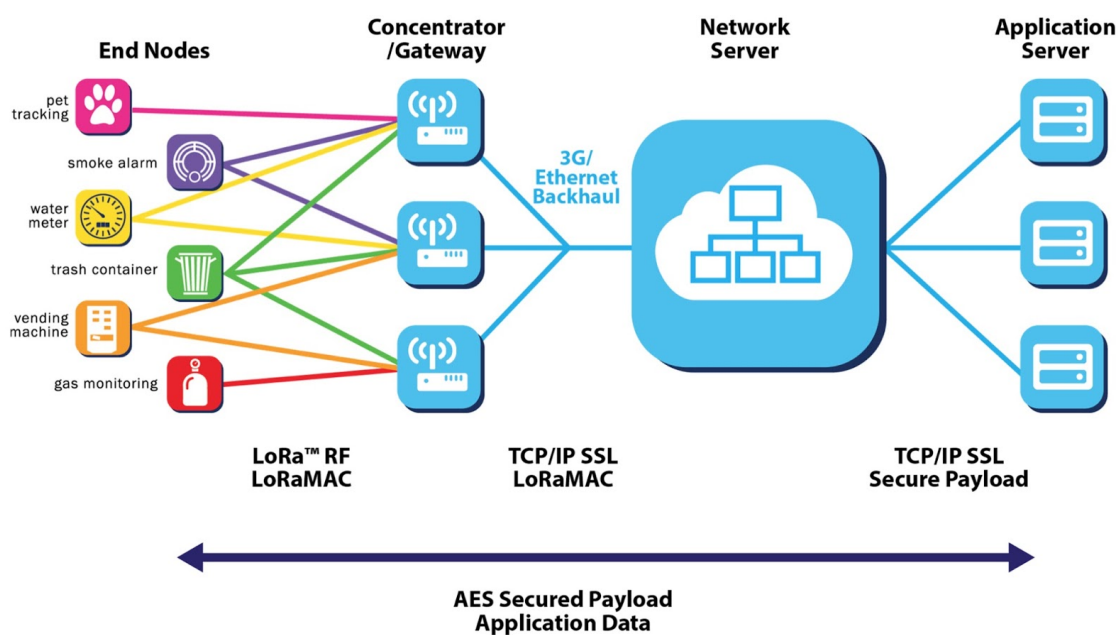 End Nodes
Concentrator
/Gateway
Network
Server
Application
Server
pet
tracking
smoke alarm
water
meter
trash container
vending
machine
gas monitoring
3G/
Ethernet
Backhaul
LoRa™ RF
LoRaMAC
TCP/IP SSL
LoRaMAC
TCP/IP SSL
Secure Payload
AES Secured Payload
Application Data